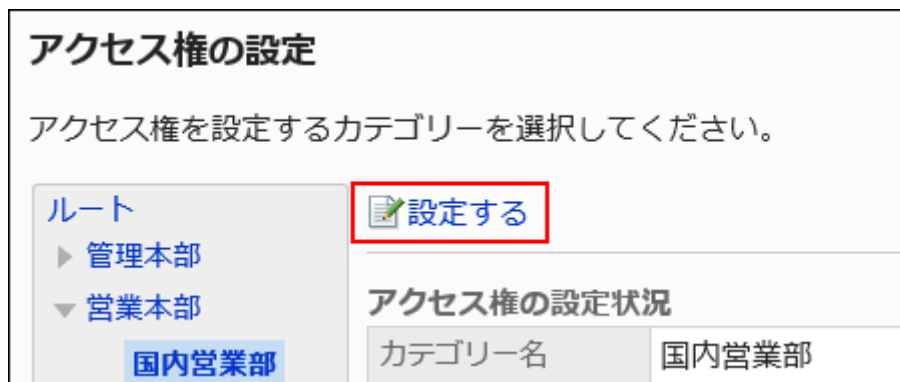 アクセス権の設定
アクセス権を設定するカテゴリーを選択してください。
ルート
管理本部
営業本部
国内営業部
設定する
アクセス権の設定状況
カテゴリー名 国内営業部